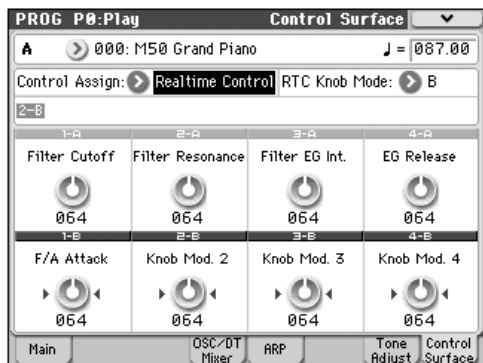 PROG P0:Play Control Surface
A 000: M50 Grand Piano ♩= 087.00
Control Assign: Realtime Control RTC Knob Mode: B
2-B
1-A 2-A 3-A 4-A
Filter Cutoff Filter Resonance Filter EG Int. EG Release
064 064 064 064
1-B 2-B 3-B 4-B
F/A Attack Knob Mod. 2 Knob Mod. 3 Knob Mod. 4
064 064 064 064
Main OSC/DT Mixer ARP Tone Adjust Control Surface